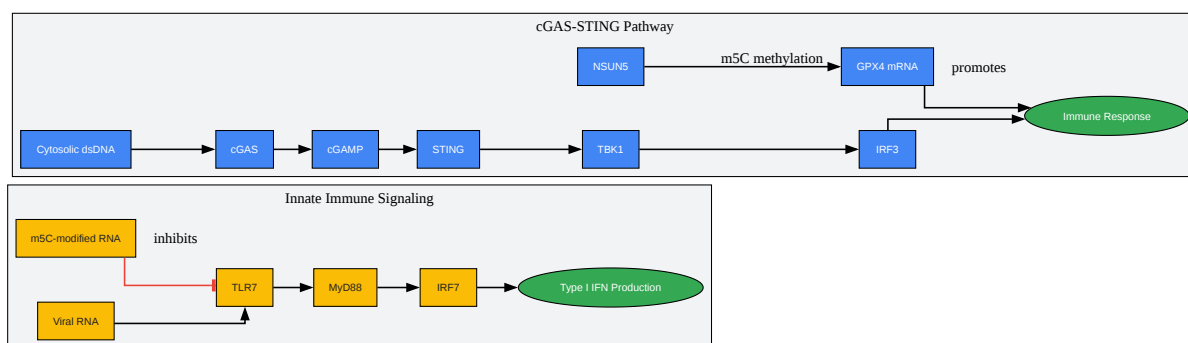 cGAS-STING Pathway
NSUN5
m5C methylation
GPX4 mRNA
promotes
Immune Response
Cytosolic dsDNA
cGAS
cGAMP
STING
TBK1
IRF3
Innate Immune Signaling
m5C-modified RNA
inhibits
TLR7
MyD88
IRF7
Type I IFN Production
Viral RNA